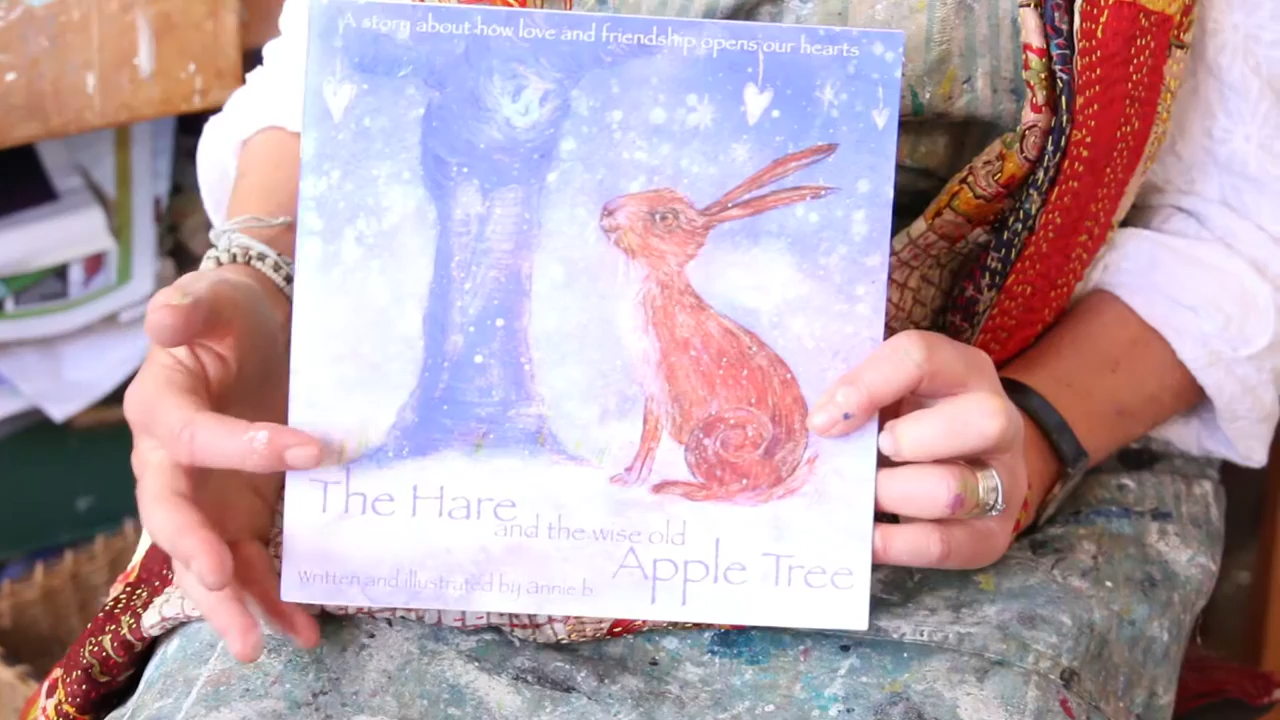 A story about how love and friendship opens our hearts
The Hare
and the wise old
Apple Tree
written and illustrated by annie b.